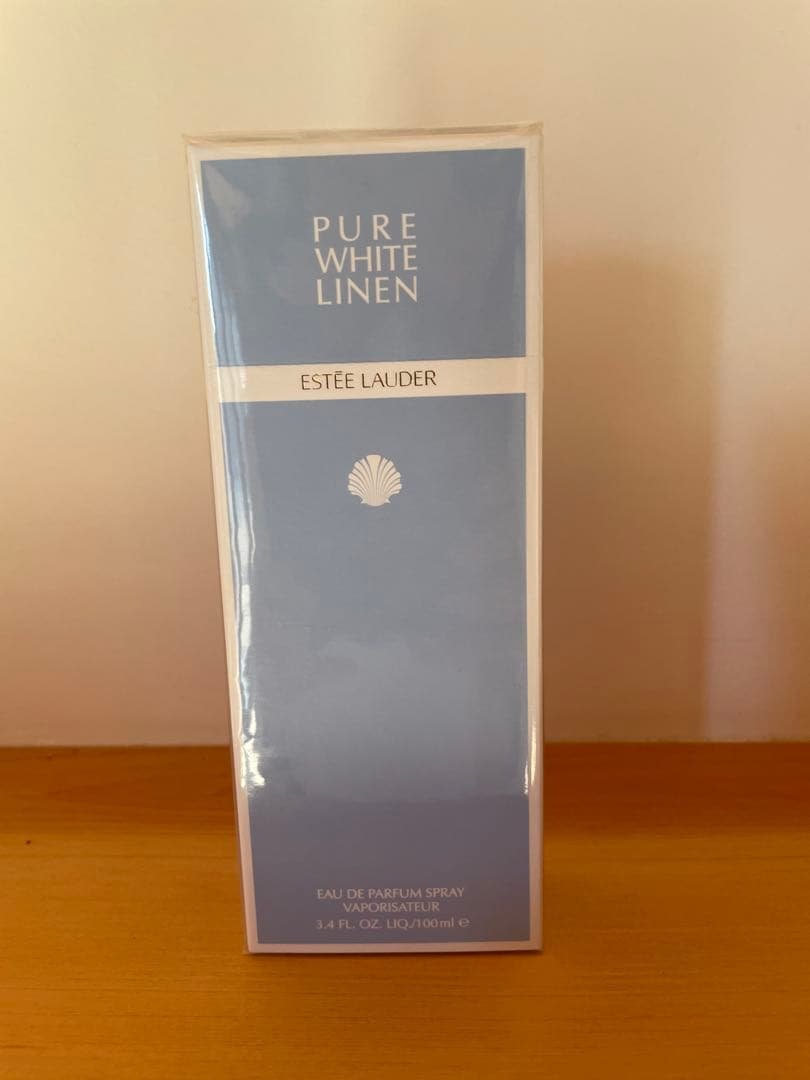 PURE
WHITE
LINEN
ESTĒE LAUDER
EAU DE PARFUM SPRAY
VAPORISATEUR
3.4 FL. OZ. LIQ./100ml ℮